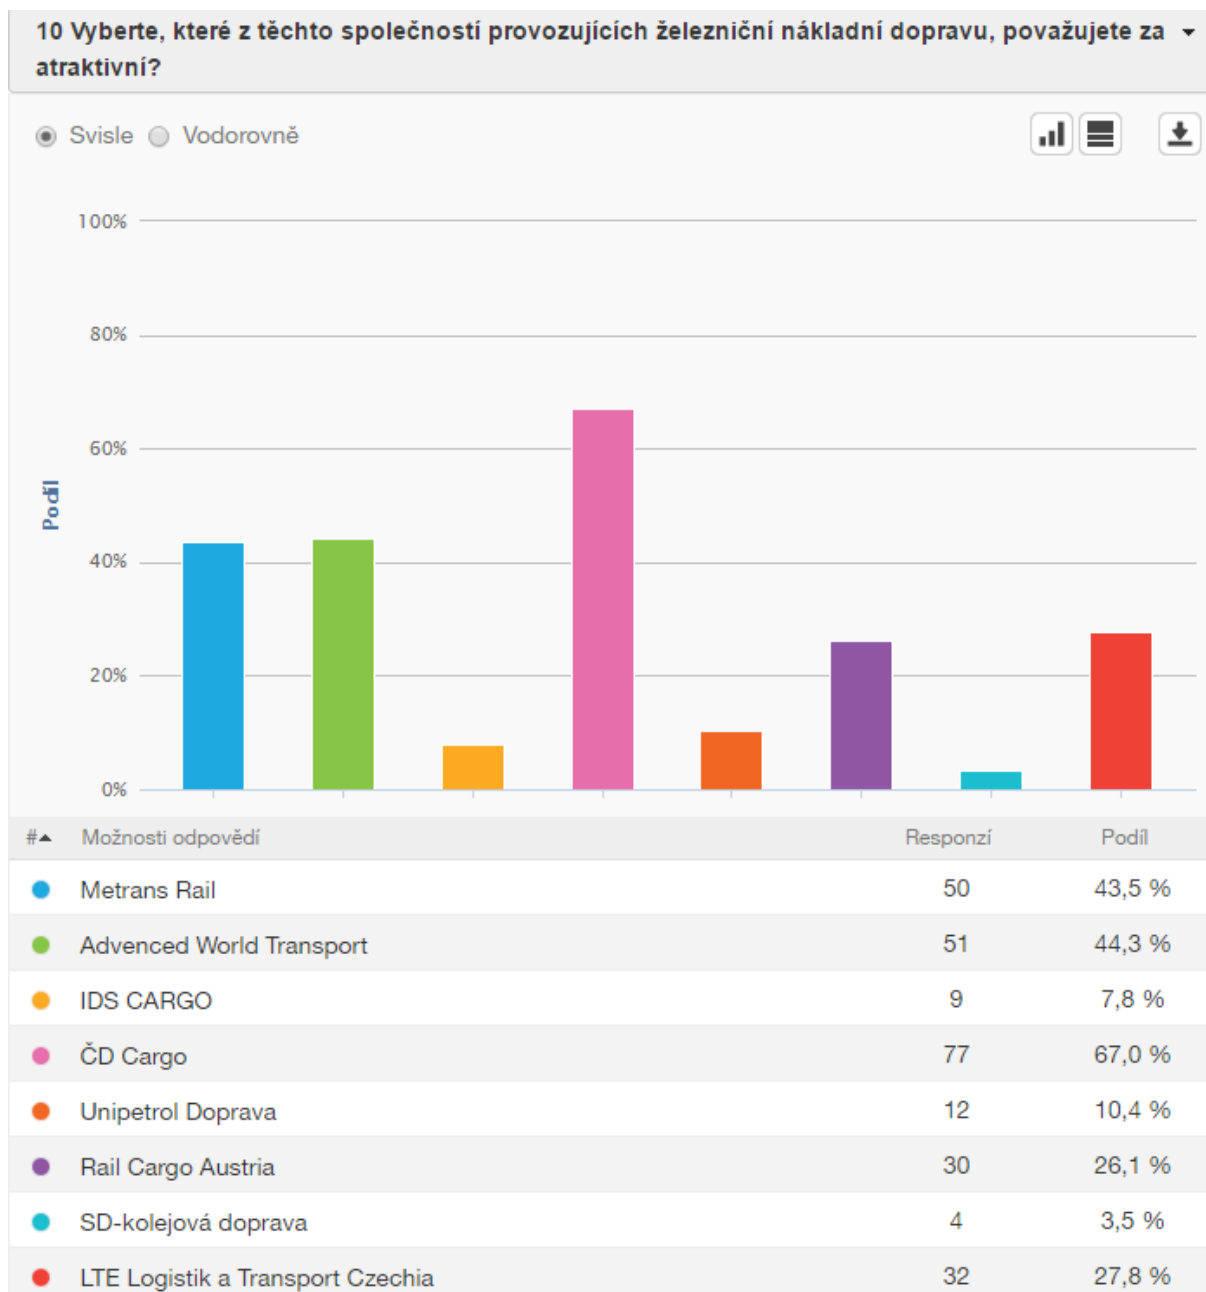 10 Vyberte, které z těchto společností provozujících železniční nákladní dopravu, považujete za
atraktivní?
Svisle Vodorovně
100%
80%
60%
Podíl
40%
20%
0%
# Možnosti odpovědí Responzí Podíl
Metrans Rail 50 43,5 %
Advenced World Transport 51 44,3 %
IDS CARGO 9 7,8 %
ČD Cargo 77 67,0 %
Unipetrol Doprava 12 10,4 %
Rail Cargo Austria 30 26,1 %
SD-kolejová doprava 4 3,5 %
LTE Logistik a Transport Czechia 32 27,8 %